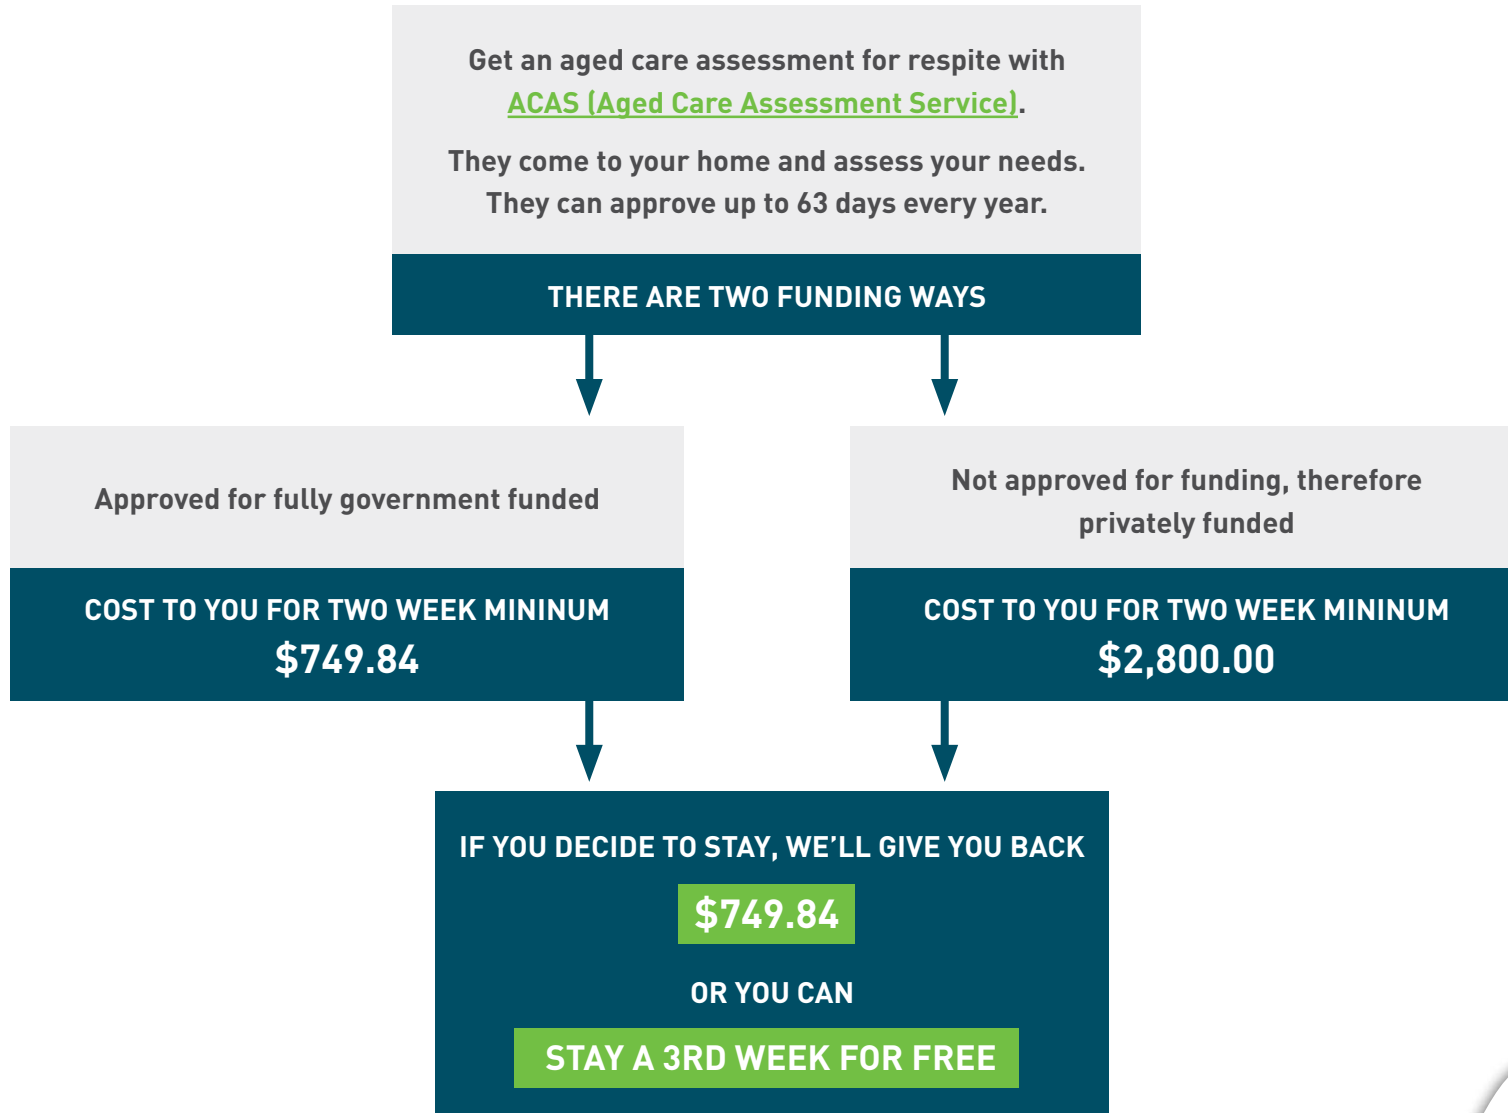 Get an aged care assessment for respite with
ACAS (Aged Care Assessment Service).
They come to your home and assess your needs.
They can approve up to 63 days every year.
THERE ARE TWO FUNDING WAYS
Approved for fully government funded
COST TO YOU FOR TWO WEEK MININUM
$749.84
Not approved for funding, therefore
privately funded
COST TO YOU FOR TWO WEEK MININUM
$2,800.00
IF YOU DECIDE TO STAY, WE’LL GIVE YOU BACK
$749.84
OR YOU CAN
STAY A 3RD WEEK FOR FREE